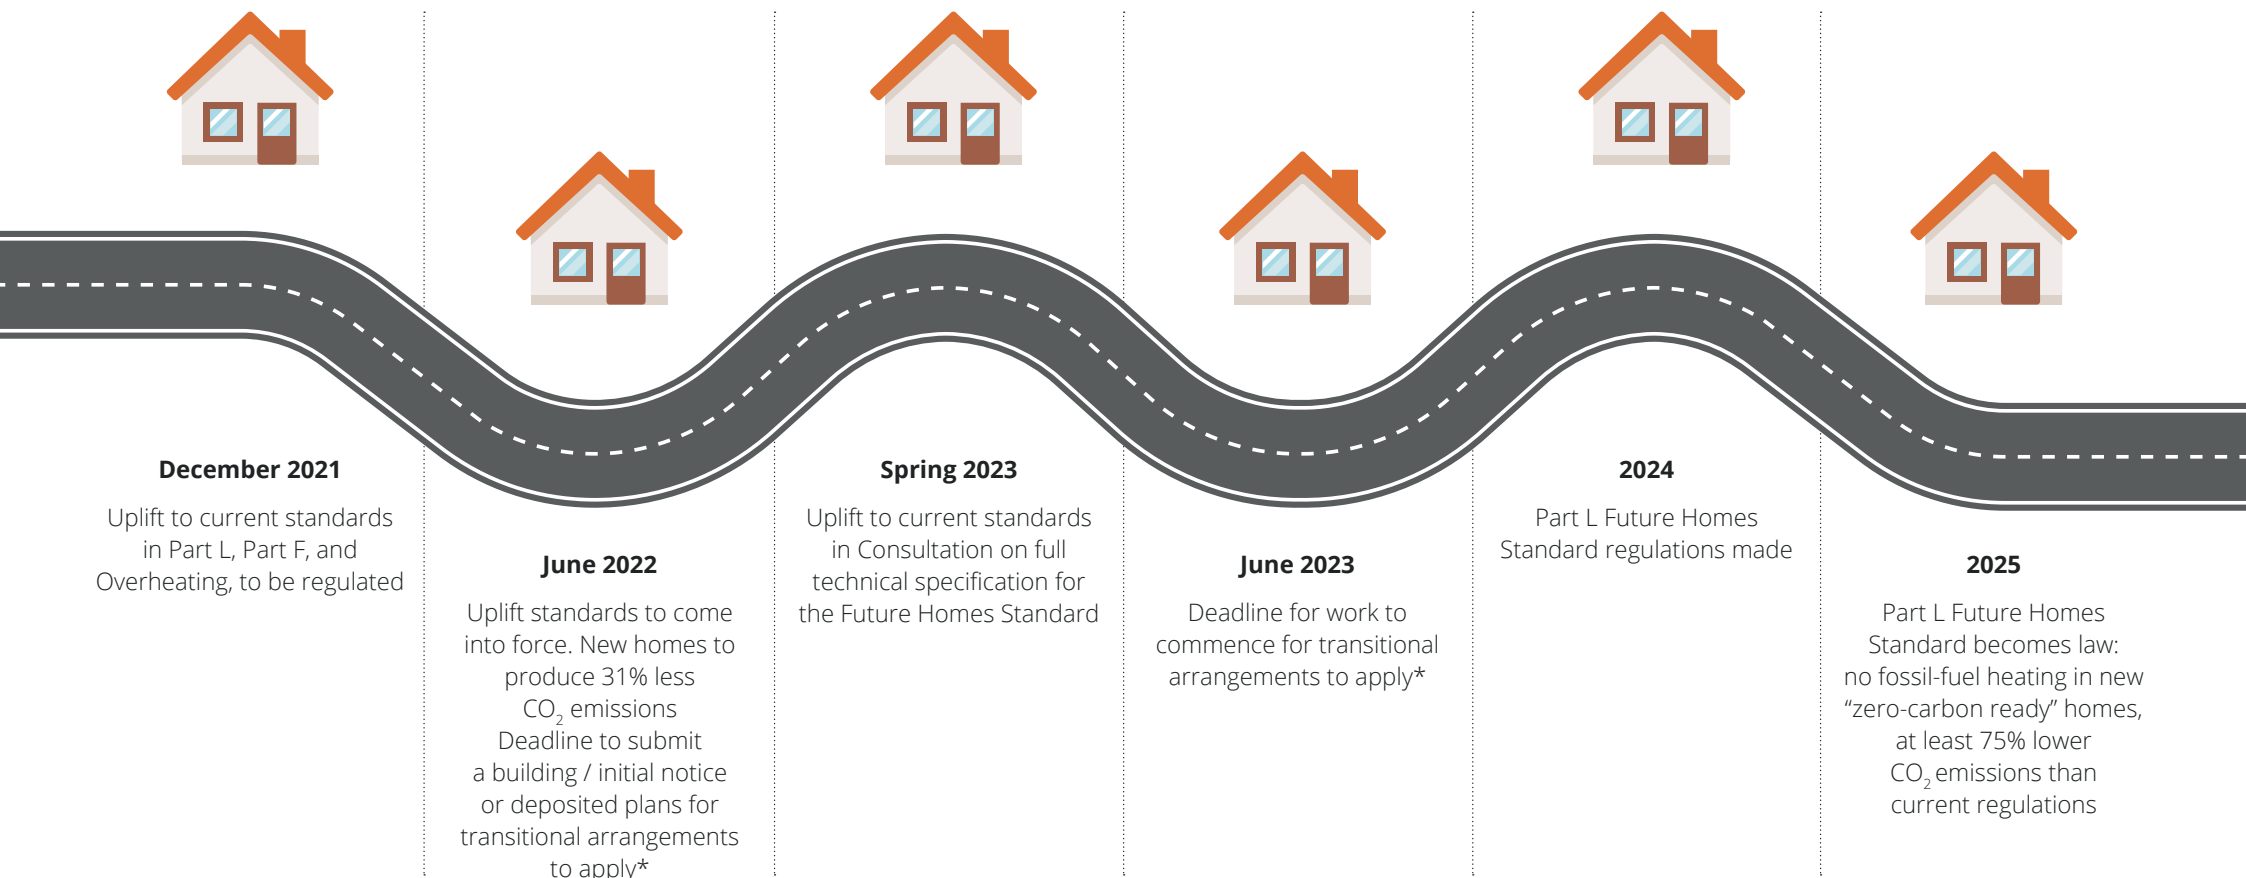 December 2021
Uplift to current standards
in Part L, Part F, and
Overheating, to be regulated
June 2022
Uplift standards to come
into force. New homes to
produce 31% less
CO₂ emissions
Deadline to submit
a building / initial notice
or deposited plans for
transitional arrangements
to apply*
Spring 2023
Uplift to current standards
in Consultation on full
technical specification for
the Future Homes Standard
June 2023
Deadline for work to
commence for transitional
arrangements to apply*
2024
Part L Future Homes
Standard regulations made
2025
Part L Future Homes
Standard becomes law:
no fossil-fuel heating in new
“zero-carbon ready” homes,
at least 75% lower
CO₂ emissions than
current regulations